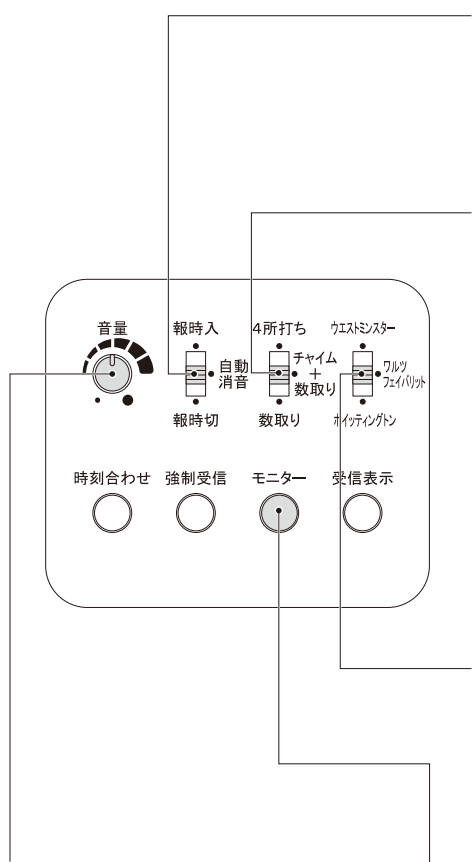 音量
報時入
自動
消音
報時切
4所打ち
チャイム
+
数取り
数取り
ウエストミンスター
ワルツ
フェイバリット
ホイッティングトン
時刻合わせ
強制受信
モニター
受信表示